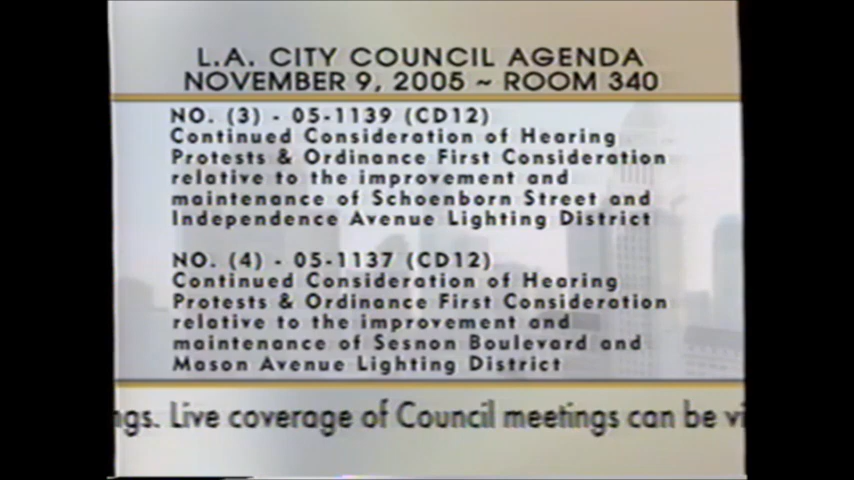 L.A. CITY COUNCIL AGENDA
NOVEMBER 9, 2005 ~ ROOM 340
NO. (3) - 05-1139 (CD12)
Continued Consideration of Hearing
Protests & Ordinance First Consideration
relative to the improvement and
maintenance of Schoenborn Street and
Independence Avenue Lighting District
NO. (4) - 05-1137 (CD12)
Continued Consideration of Hearing
Protests & Ordinance First Consideration
relative to the improvement and
maintenance of Sesnon Boulevard and
Mason Avenue Lighting District
ngs. Live coverage of Council meetings can be vi